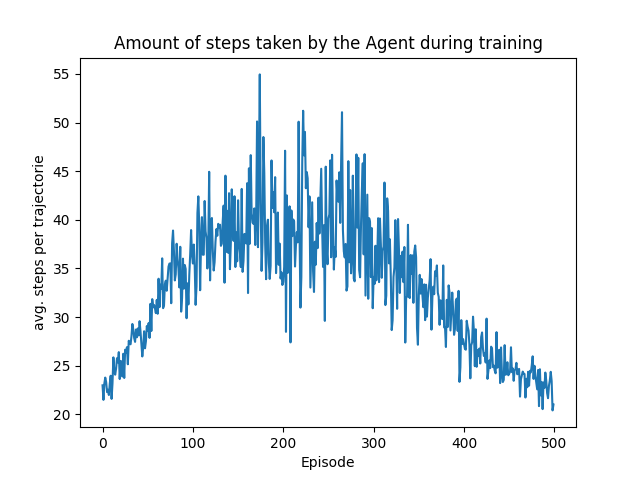 Amount of steps taken by the Agent during training
avg. steps per trajectorie
55
50
45
40
35
30
25
20
0 100 200 300 400 500
Episode